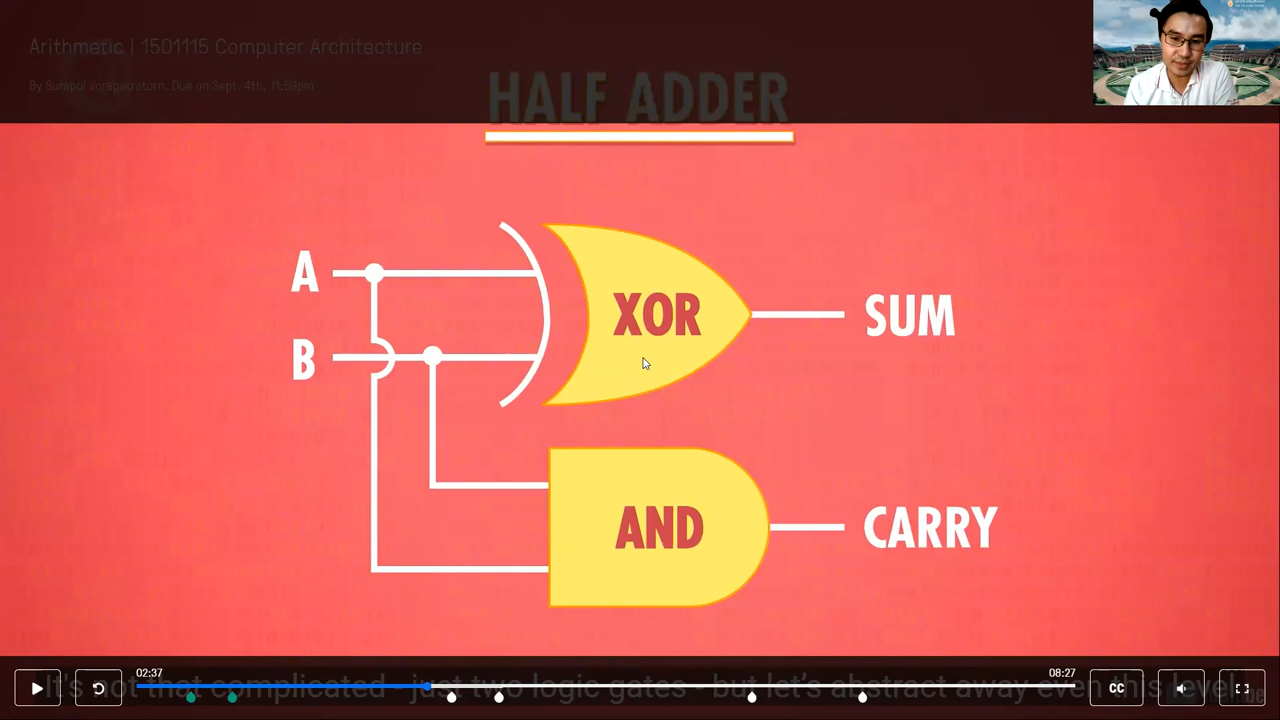 Arithmetic | 1501115 Computer Architecture
By Surapol Vorapatratorn. Due on Sept. 4th, 11:59pm
HALF ADDER
A
B
XOR
SUM
AND
CARRY
02:37
08:27
It's not that complicated - just two logic gates - but let's abstract away even this level
CC